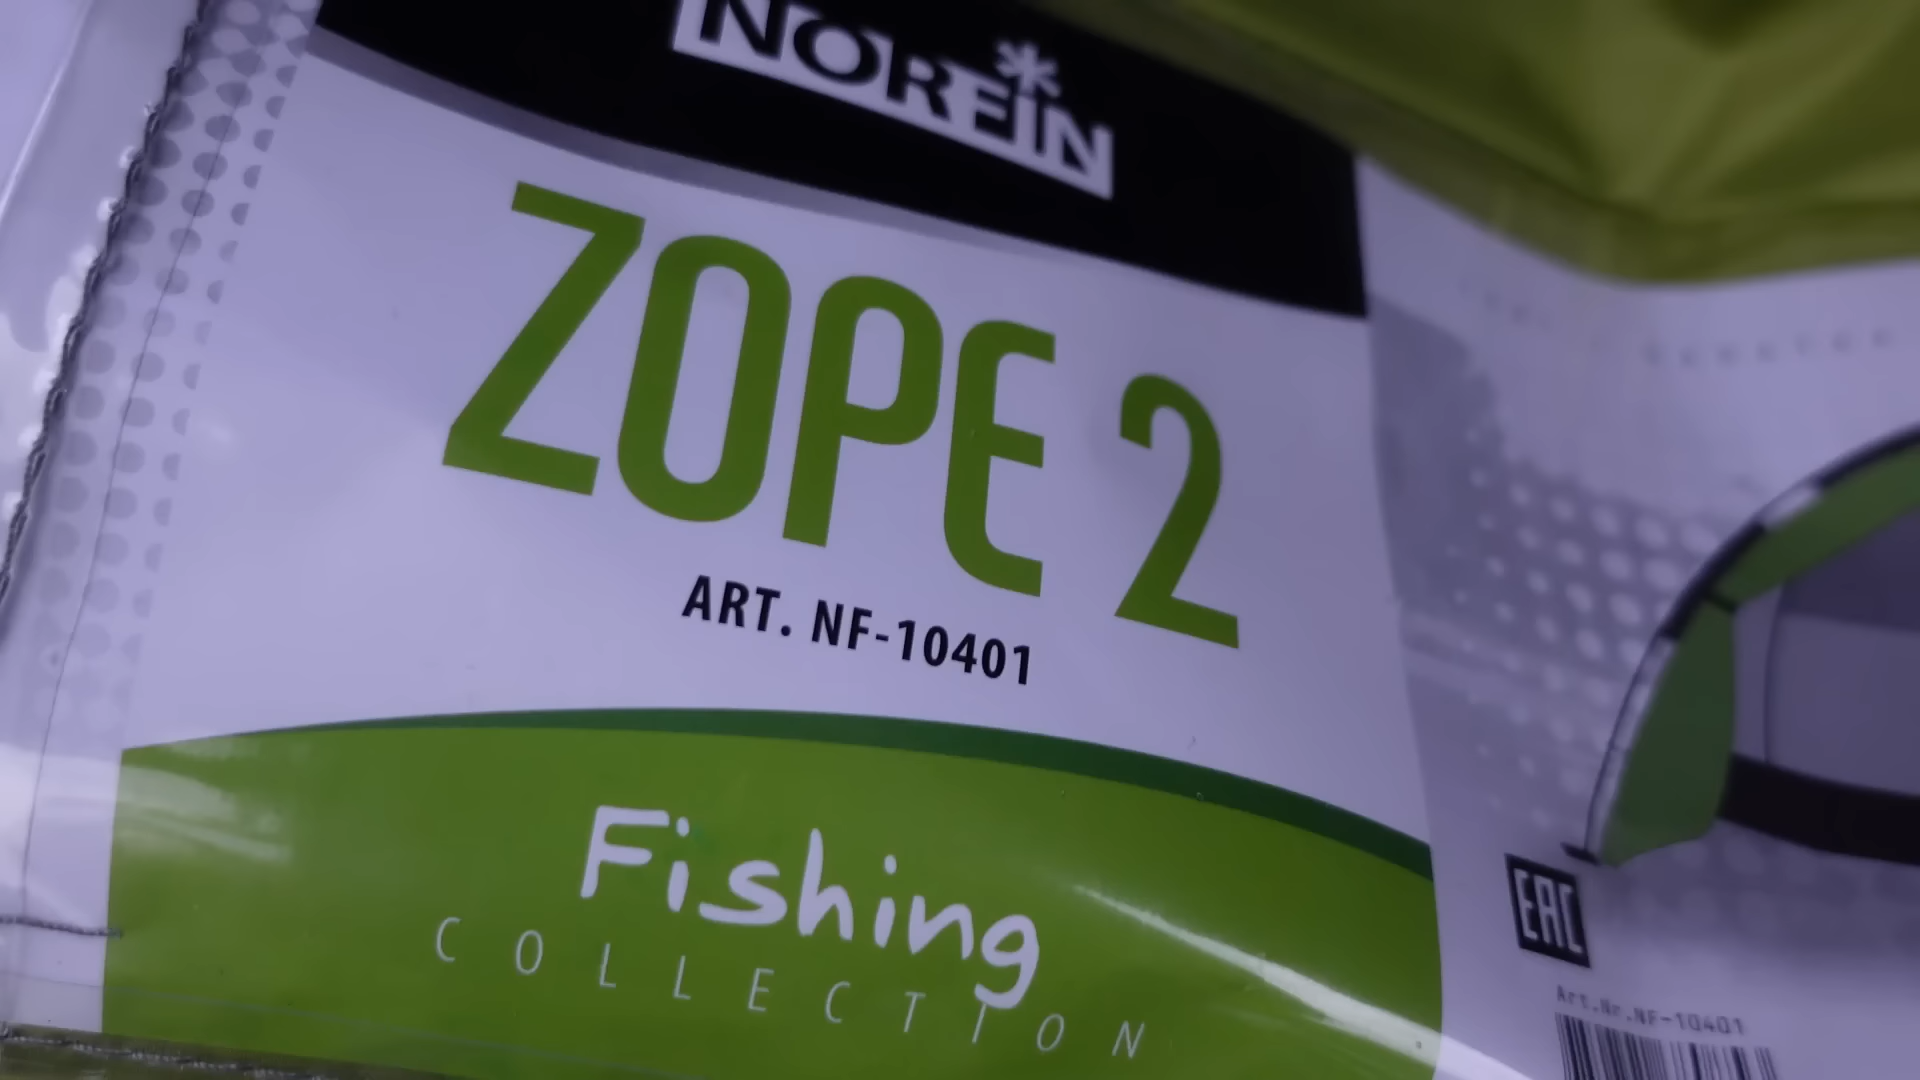 NORFIN
ZOPE 2
ART. NF-10401
Fishing
COLLECTION
EAC
Art.Nr.NF-10401